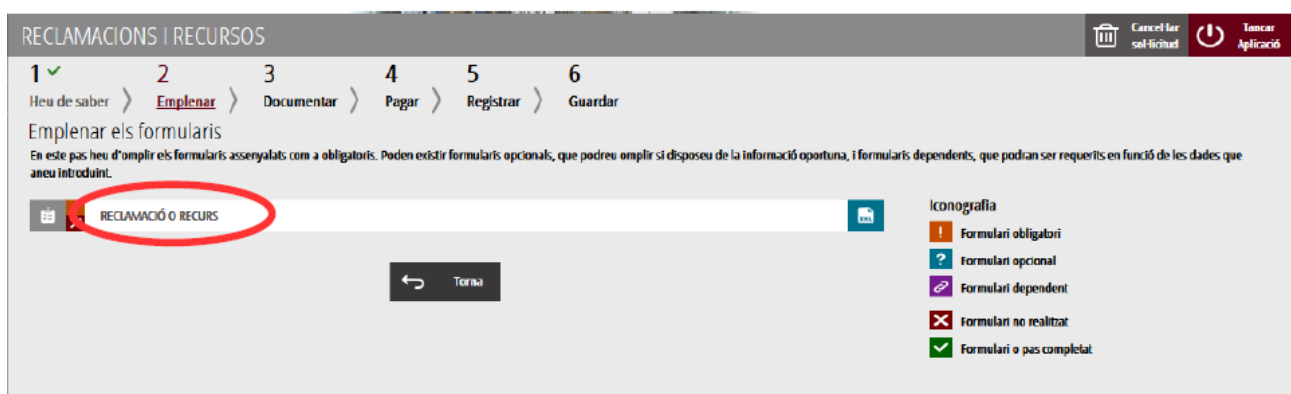 RECLAMACIONS I RECURSOS
Cancel·lar
sol·licitud
Tancar
Aplicació
1 2 3 4 5 6
Heu de saber Emplenar Documentar Pagar Registrar Guardar
Emplenar els formularis
En este pas heu d'omplir els formularis assenyalats com a obligatoris. Poden existir formularis opcionals, que podreu omplir si disposeu de la informació oportuna, i formularis dependents, que podran ser requerits en funció de les dades que
aneu introduint.
RECLAMACIÓ O RECURS
XML
Torna
Iconografia
! Formulari obligatori
? Formulari opcional
Formulari dependent
Formulari no realitzat
Formulari o pas completat